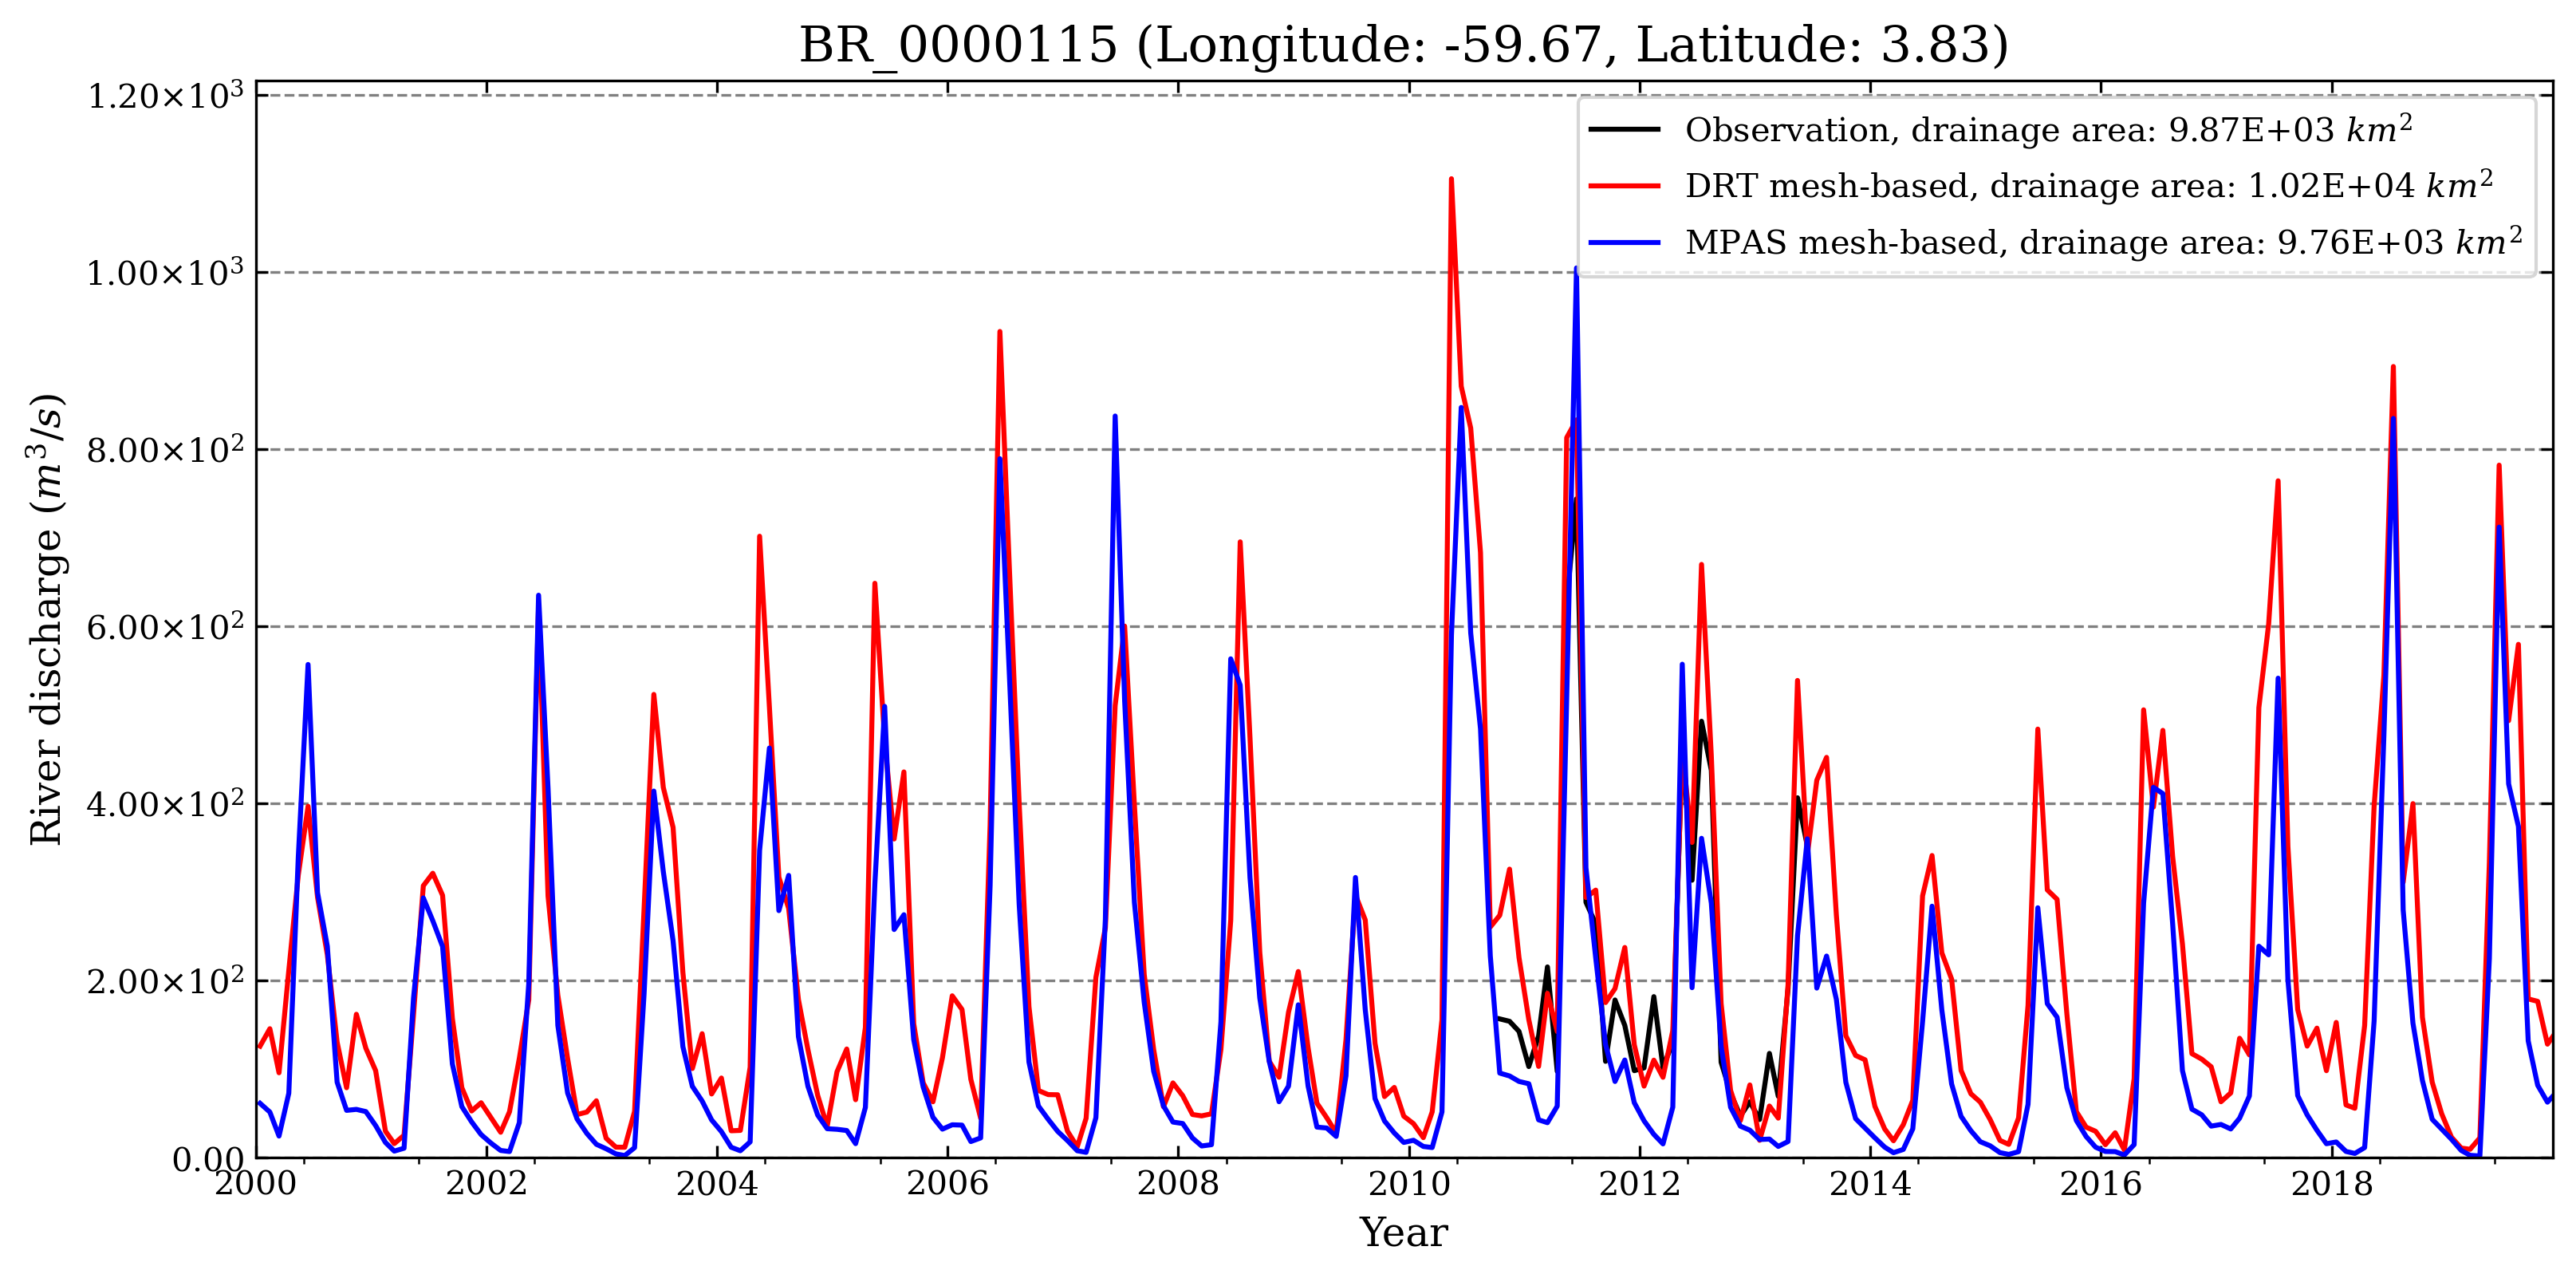 BR_0000115 (Longitude: -59.67, Latitude: 3.83)
1.20×10³
1.00×10³
8.00×10²
6.00×10²
4.00×10²
2.00×10²
0.00
River discharge (m³/s)
Observation, drainage area: 9.87E+03 km²
DRT mesh-based, drainage area: 1.02E+04 km²
MPAS mesh-based, drainage area: 9.76E+03 km²
2000 2002 2004 2006 2008 2010 2012 2014 2016 2018
Year